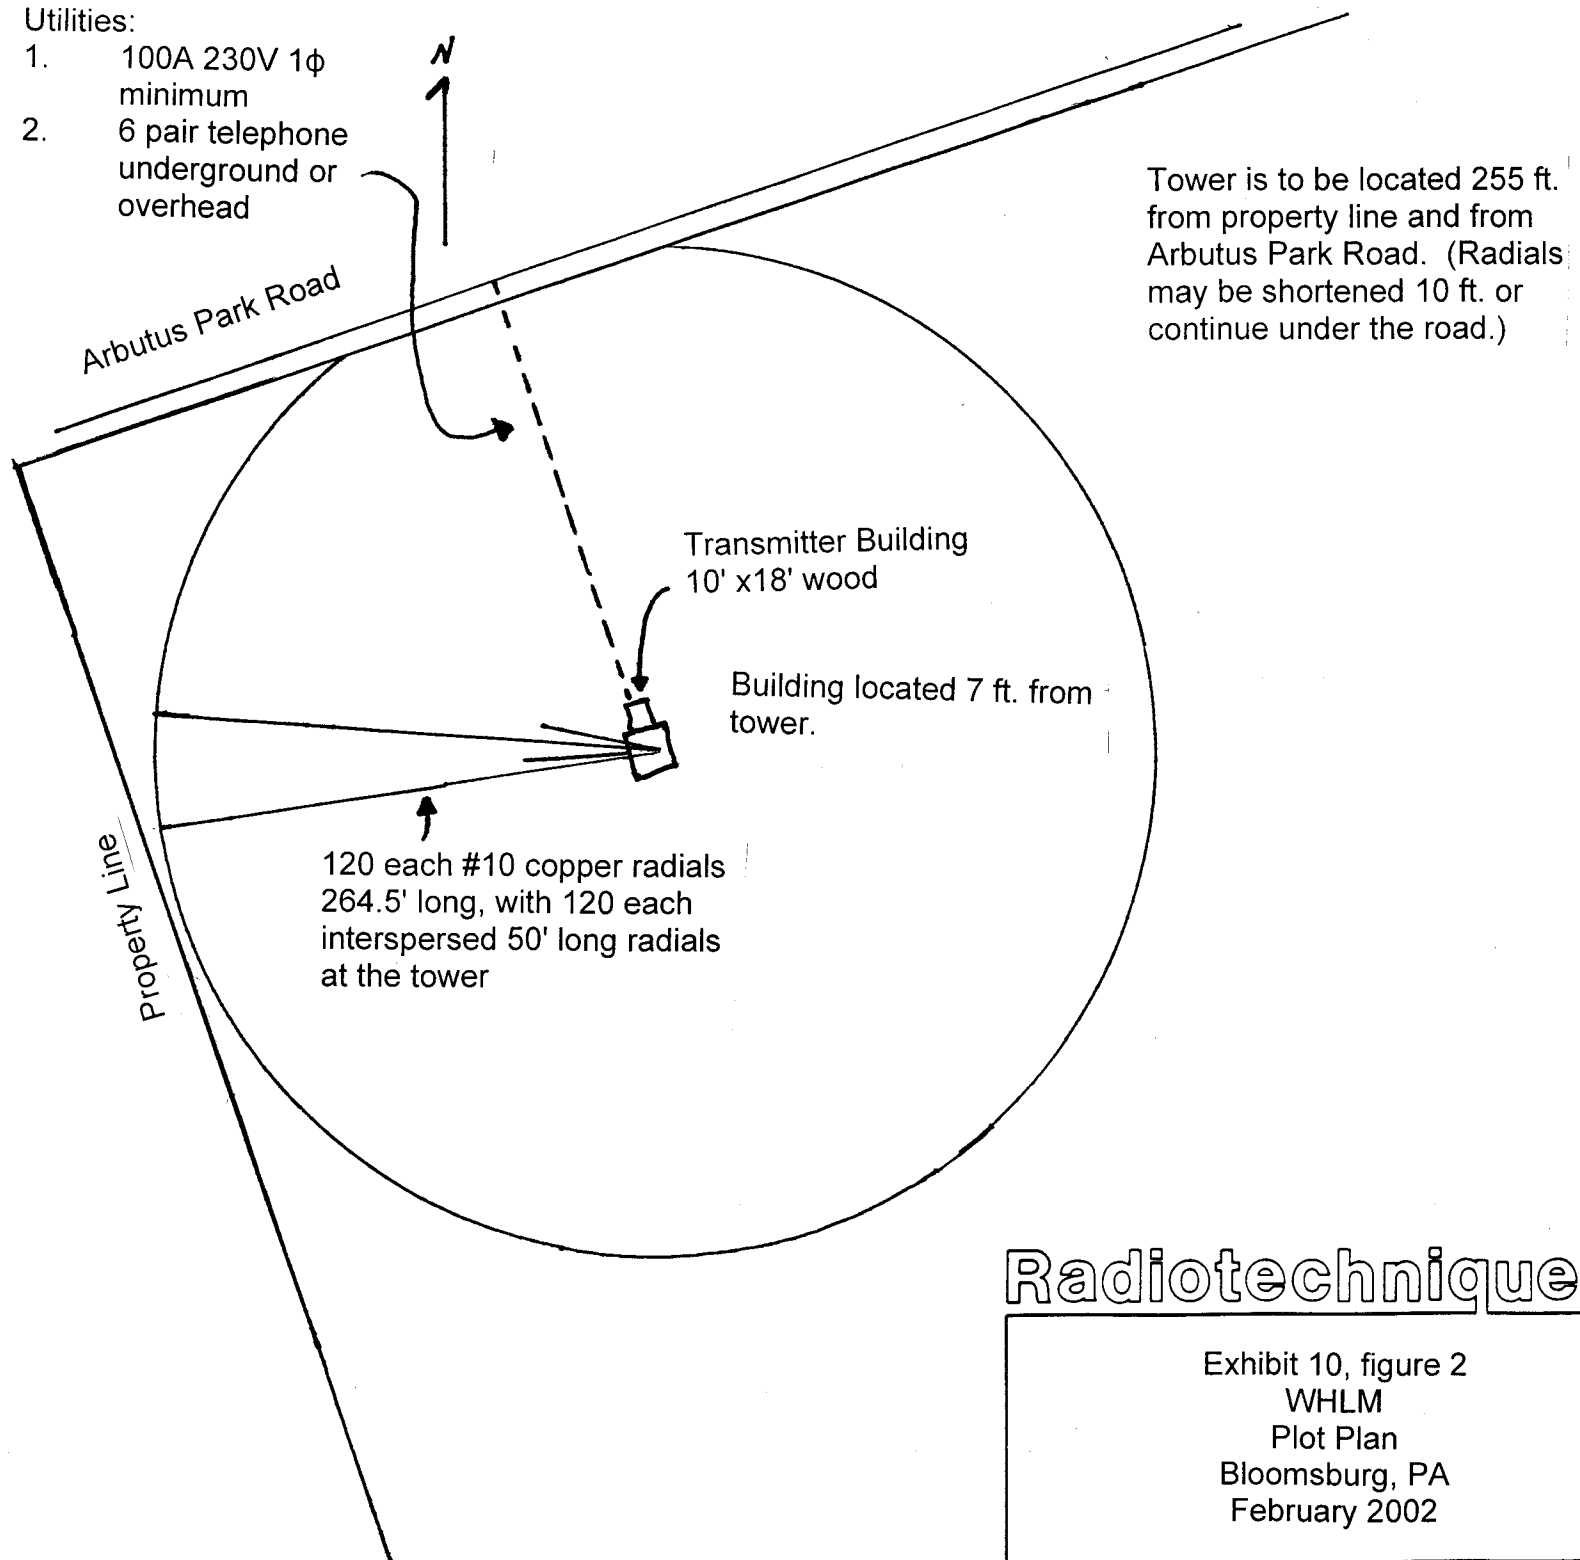 Utilities:
1. 100A 230V 1ϕ
minimum
2. 6 pair telephone
underground or
overhead
N
Tower is to be located 255 ft.
from property line and from
Arbutus Park Road. (Radials
may be shortened 10 ft. or
continue under the road.)
Arbutus Park Road
Transmitter Building
10' x18' wood
Building located 7 ft. from
tower.
Property Line
120 each #10 copper radials
264.5' long, with 120 each
interspersed 50' long radials
at the tower
Radiotechnique
Exhibit 10, figure 2
WHLM
Plot Plan
Bloomsburg, PA
February 2002